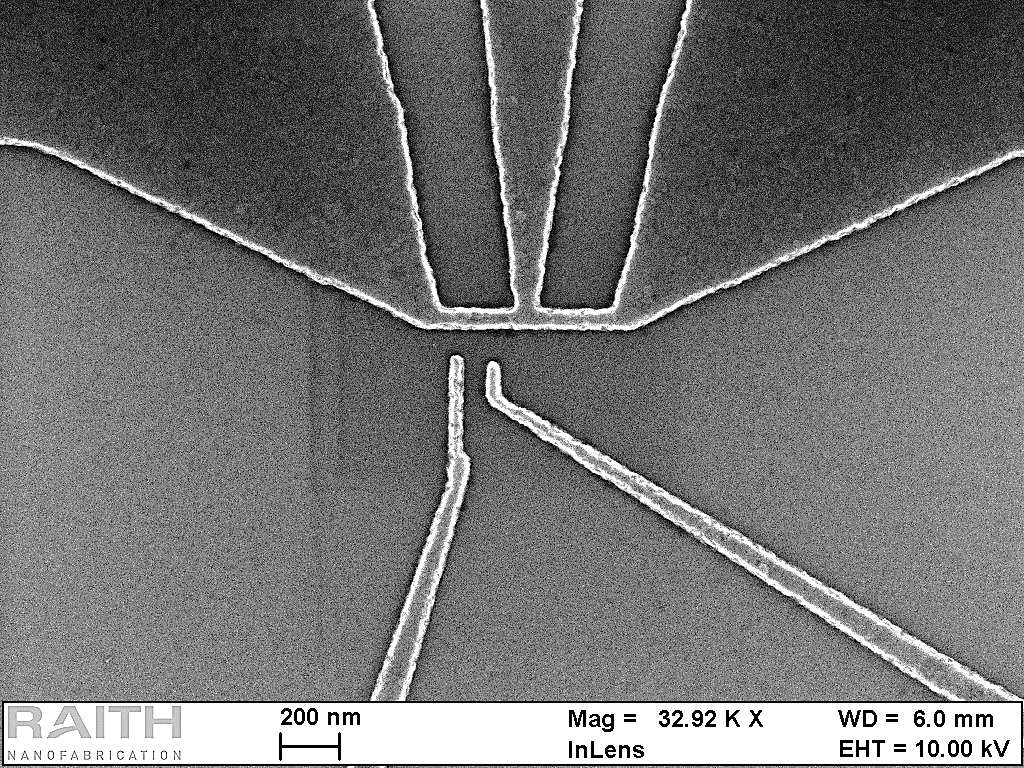 RAITH
NANOFABRICATION
200 nm
Mag = 32.92 K X
InLens
WD = 6.0 mm
EHT = 10.00 kV